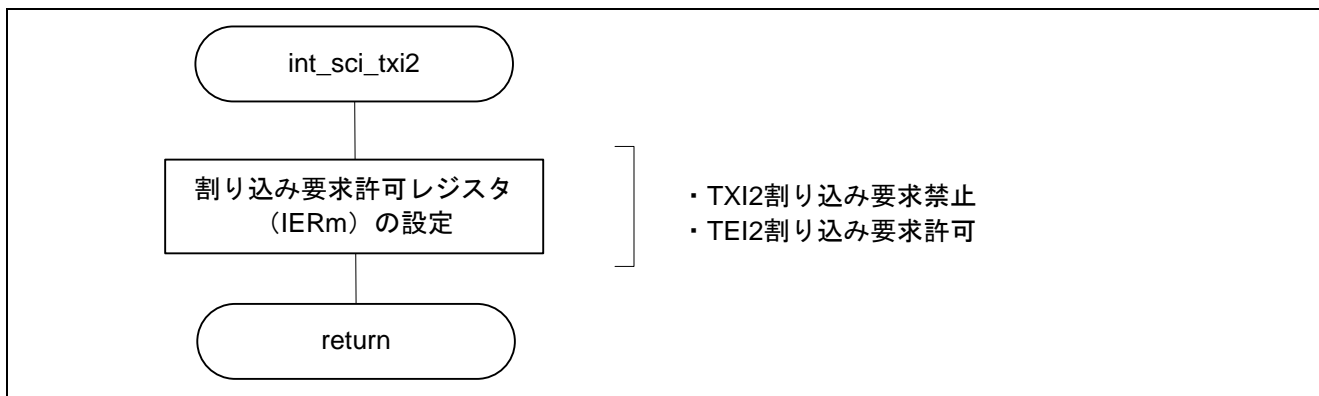 int_sci_txi2
割り込み要求許可レジスタ
（IERm）の設定
・TXI2割り込み要求禁止
・TEI2割り込み要求許可
return